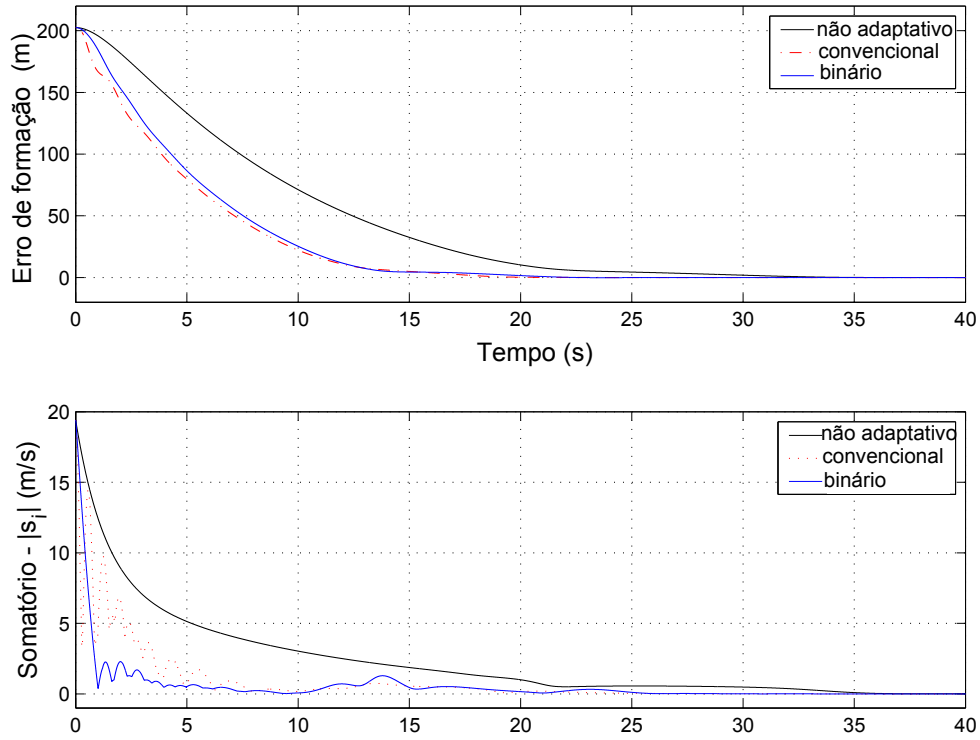 Erro de formação (m)
200
150
100
50
0
não adaptativo
convencional
binário
0 5 10 15 20 25 30 35 40
Tempo (s)
Somatório - |s_i| (m/s)
20
15
10
5
0
não adaptativo
convencional
binário
0 5 10 15 20 25 30 35 40